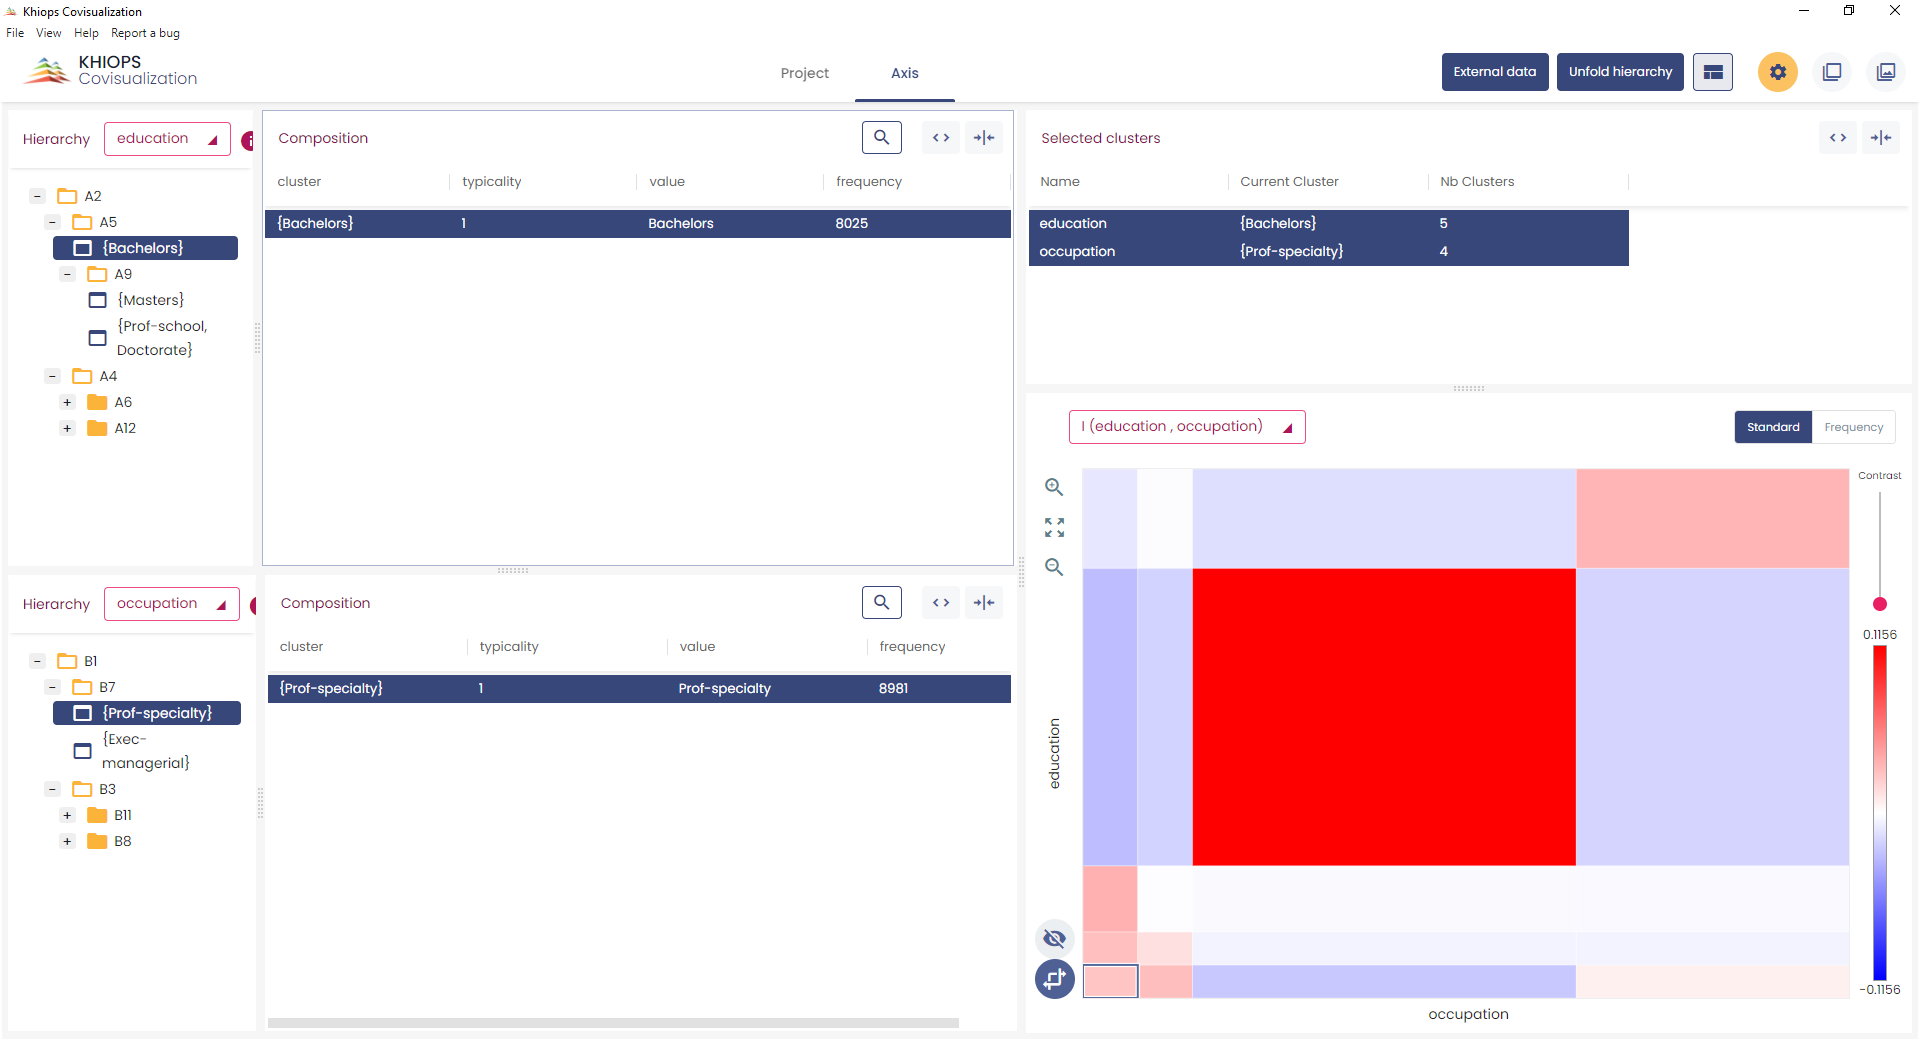 Khiops Covisualization
File View Help Report a bug
KHIOPS
Covisualization
Project
Axis
External data
Unfold hierarchy
Hierarchy
education
A2
A5
{Bachelors}
A9
{Masters}
{Prof-school,
Doctorate}
A4
A6
A12
Composition
cluster typicality value frequency
{Bachelors} 1 Bachelors 8025
Selected clusters
Name Current Cluster Nb Clusters
education {Bachelors} 5
occupation {Prof-specialty} 4
Hierarchy
occupation
B1
B7
{Prof-specialty}
{Exec-
managerial}
B3
B11
B8
Composition
cluster typicality value frequency
{Prof-specialty} 1 Prof-specialty 8981
I (education , occupation)
Standard
Frequency
Contrast
0.1156
-0.1156
education
occupation